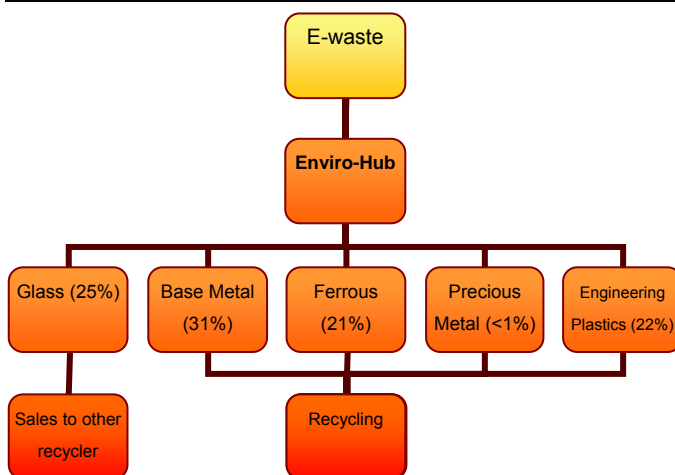 E-waste
Enviro-Hub
Glass (25%)
Base Metal
(31%)
Ferrous
(21%)
Precious
Metal (<1%)
Engineering
Plastics (22%)
Sales to other
recycler
Recycling